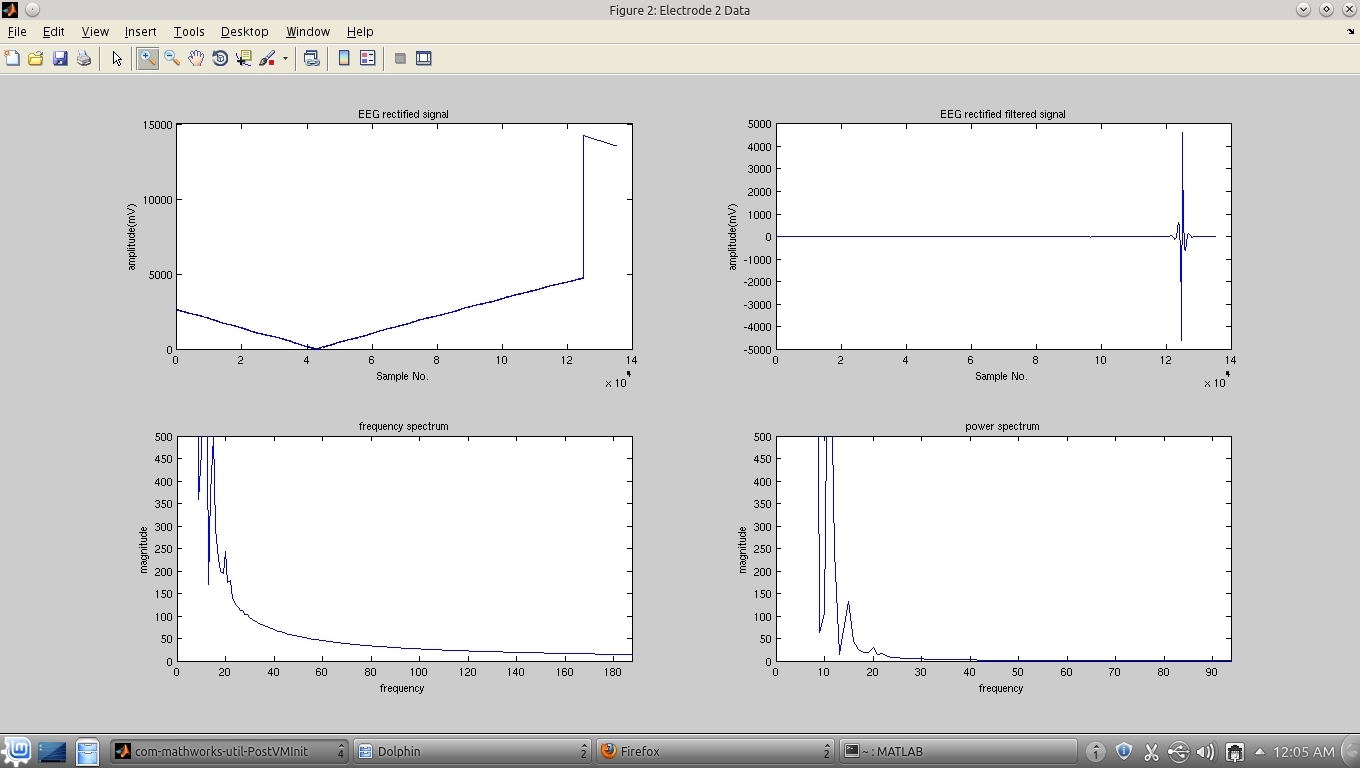 Figure 2: Electrode 2 Data
File Edit View Insert Tools Desktop Window Help
EEG rectified signal
15000
10000
5000
0
amplitude(mV)
0 2 4 6 8 10 12 14
Sample No.
x 10^4
EEG rectified filtered signal
5000
4000
3000
2000
1000
0
-1000
-2000
-3000
-4000
-5000
amplitude(mV)
0 2 4 6 8 10 12 14
Sample No.
x 10^4
frequency spectrum
500
450
400
350
300
250
200
150
100
50
0
magnitude
0 20 40 60 80 100 120 140 160 180
frequency
power spectrum
500
450
400
350
300
250
200
150
100
50
0
magnitude
0 10 20 30 40 50 60 70 80 90
frequency
com-mathworks-util-PostVMInit 4 Dolphin 2 Firefox 2 ~ : MATLAB 1 12:05 AM